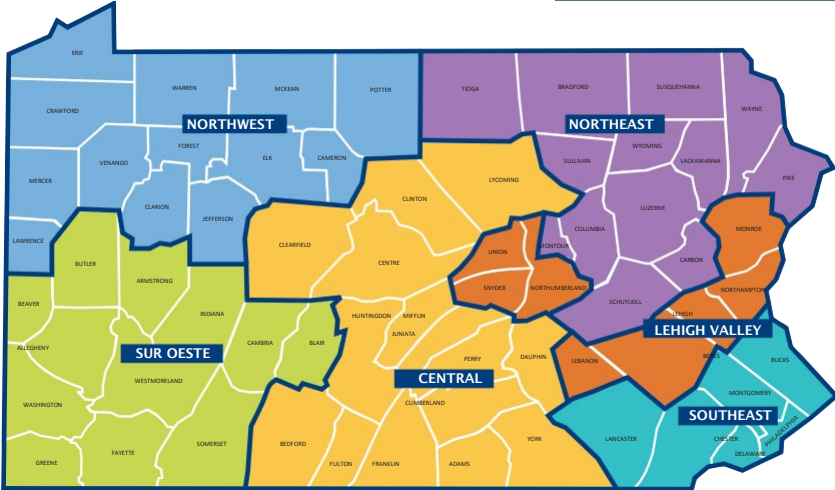 ERIE
WARREN
MCKEAN
POTTER
CRAWFORD
NORTHWEST
FOREST
VENANGO
ELK
CAMERON
MERCER
CLARION
JEFFERSON
LAWRENCE
TIOGA
BRADFORD
SUSQUEHANNA
WAYNE
NORTHEAST
WYOMING
SULLIVAN
LACKAWANNA
PIKE
LUZERNE
COLUMBIA
MONTOUR
CARBON
SCHUYLKILL
LYCOMING
CLINTON
CLEARFIELD
CENTRE
UNION
SNYDER
NORTHUMBERLAND
MONROE
NORTHAMPTON
LEHIGH
LEHIGH VALLEY
BERKS
LEBANON
BUTLER
ARMSTRONG
BEAVER
INDIANA
ALLEGHENY
SUR OESTE
CAMBRIA
BLAIR
WESTMORELAND
WASHINGTON
FAYETTE
SOMERSET
GREENE
HUNTINGDON
MIFFLIN
JUNIATA
PERRY
DAUPHIN
CENTRAL
CUMBERLAND
BEDFORD
FULTON
FRANKLIN
ADAMS
YORK
BUCKS
MONTGOMERY
SOUTHEAST
PHILADELPHIA
LANCASTER
CHESTER
DELAWARE